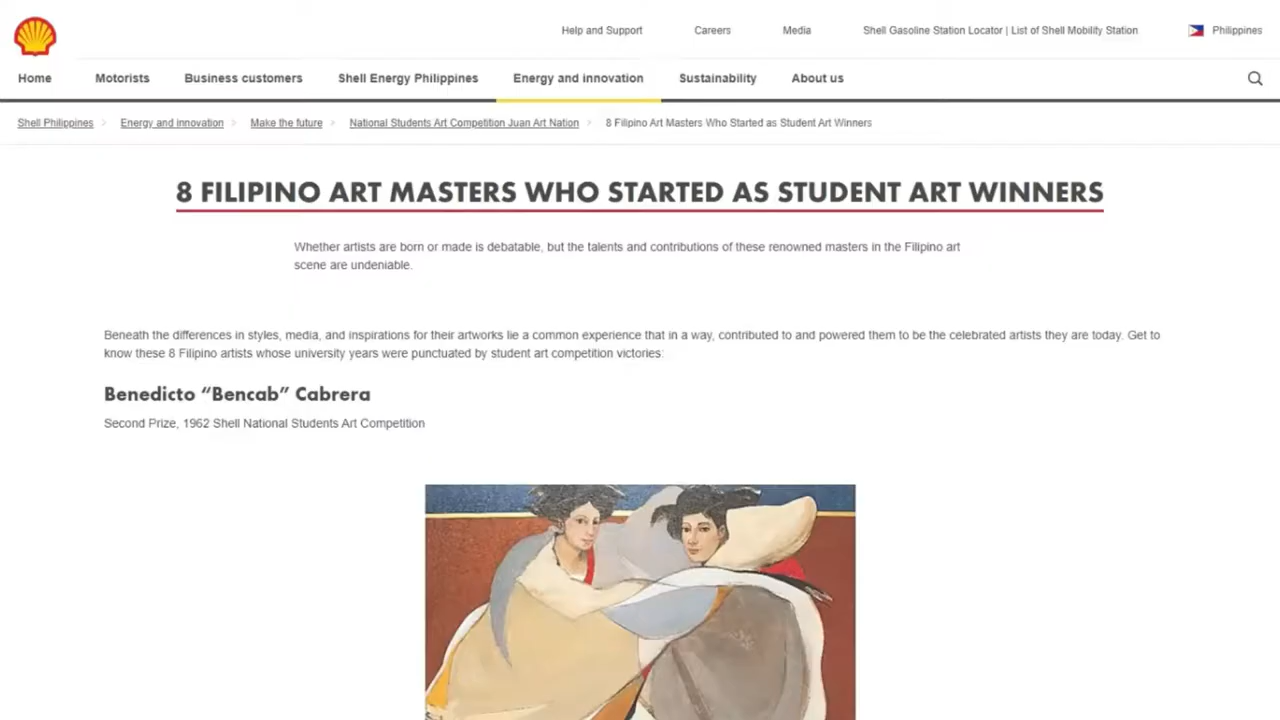 Help and Support Careers Media Shell Gasoline Station Locator | List of Shell Mobility Station Philippines
Home Motorists Business customers Shell Energy Philippines Energy and innovation Sustainability About us
Shell Philippines > Energy and innovation > Make the future > National Students Art Competition Juan Art Nation > 8 Filipino Art Masters Who Started as Student Art Winners
8 FILIPINO ART MASTERS WHO STARTED AS STUDENT ART WINNERS
Whether artists are born or made is debatable, but the talents and contributions of these renowned masters in the Filipino art
scene are undeniable.
Beneath the differences in styles, media, and inspirations for their artworks lie a common experience that in a way, contributed to and powered them to be the celebrated artists they are today. Get to
know these 8 Filipino artists whose university years were punctuated by student art competition victories:
Benedicto “Bencab” Cabrera
Second Prize, 1962 Shell National Students Art Competition